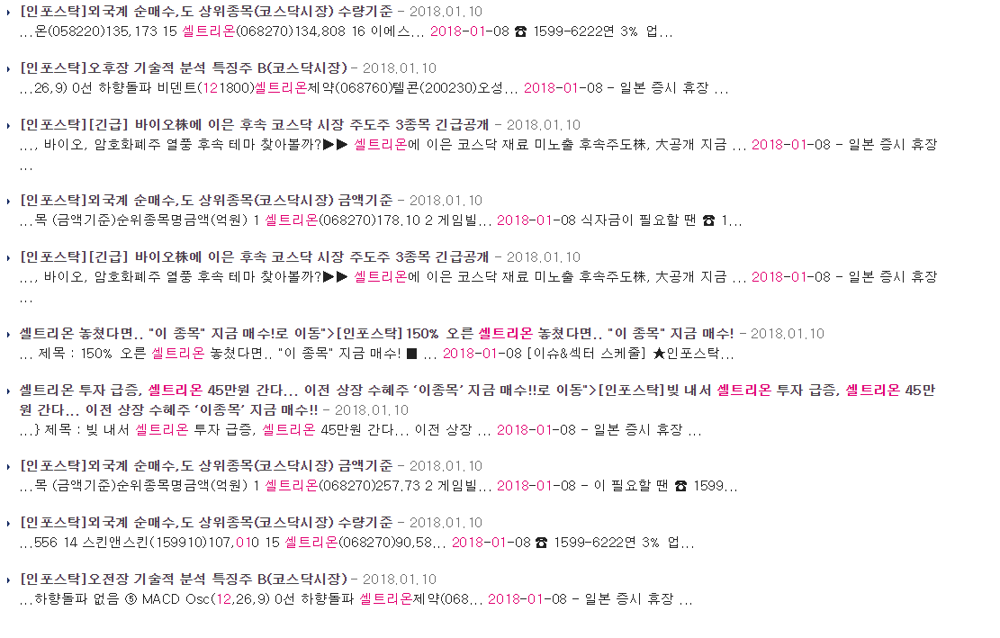 [인포스탁]외국계 순매수,도 상위종목(코스닥시장) 수량기준 - 2018.01.10
...온(058220)135,173 15 셀트리온(068270)134,808 16 이에스... 2018-01-08 ☎ 1599-6222연 3% 업...
[인포스탁]오후장 기술적 분석 특징주 B(코스닥시장) - 2018.01.10
...26,9) 0선 하향돌파 비덴트(121800)셀트리온제약(068760)텔콘(200230)오성... 2018-01-08 - 일본 증시 휴장 ...
[인포스탁][긴급] 바이오株에 이은 후속 코스닥 시장 주도주 3종목 긴급공개 - 2018.01.10
..., 바이오, 암호화폐주 열풍 후속 테마 찾아볼까?▶▶ 셀트리온에 이은 코스닥 재료 미노출 후속주도株, 大공개 지금 ... 2018-01-08 - 일본 증시 휴장
...
[인포스탁]외국계 순매수,도 상위종목(코스닥시장) 금액기준 - 2018.01.10
...목 (금액기준)순위종목명금액(억원) 1 셀트리온(068270)178.10 2 게임빌... 2018-01-08 식자금이 필요할 땐 ☎ 1...
[인포스탁][긴급] 바이오株에 이은 후속 코스닥 시장 주도주 3종목 긴급공개 - 2018.01.10
..., 바이오, 암호화폐주 열풍 후속 테마 찾아볼까?▶▶ 셀트리온에 이은 코스닥 재료 미노출 후속주도株, 大공개 지금 ... 2018-01-08 - 일본 증시 휴장
...
셀트리온 놓쳤다면.. "이 종목" 지금 매수!로 이동">[인포스탁]150% 오른 셀트리온 놓쳤다면.. "이 종목" 지금 매수! - 2018.01.10
... 제목 : 150% 오른 셀트리온 놓쳤다면.. "이 종목" 지금 매수! ■ ... 2018-01-08 [이슈&섹터 스케줄] ★인포스탁...
셀트리온 투자 급증, 셀트리온 45만원 간다... 이전 상장 수혜주 ‘이종목’ 지금 매수!!로 이동">[인포스탁]빚 내서 셀트리온 투자 급증, 셀트리온 45만
원 간다... 이전 상장 수혜주 ‘이종목’ 지금 매수!! - 2018.01.10
...} 제목 : 빚 내서 셀트리온 투자 급증, 셀트리온 45만원 간다... 이전 상장 ... 2018-01-08 - 일본 증시 휴장 ...
[인포스탁]외국계 순매수,도 상위종목(코스닥시장) 금액기준 - 2018.01.10
...목 (금액기준)순위종목명금액(억원) 1 셀트리온(068270)257.73 2 게임빌... 2018-01-08 - 이 필요할 땐 ☎ 1599...
[인포스탁]외국계 순매수,도 상위종목(코스닥시장) 수량기준 - 2018.01.10
...556 14 스킨앤스킨(159910)107,010 15 셀트리온(068270)90,58... 2018-01-08 ☎ 1599-6222연 3% 업...
[인포스탁]오전장 기술적 분석 특징주 B(코스닥시장) - 2018.01.10
...하향돌파 없음 ⑤ MACD Osc(12,26,9) 0선 하향돌파 셀트리온제약(068... 2018-01-08 - 일본 증시 휴장 ...